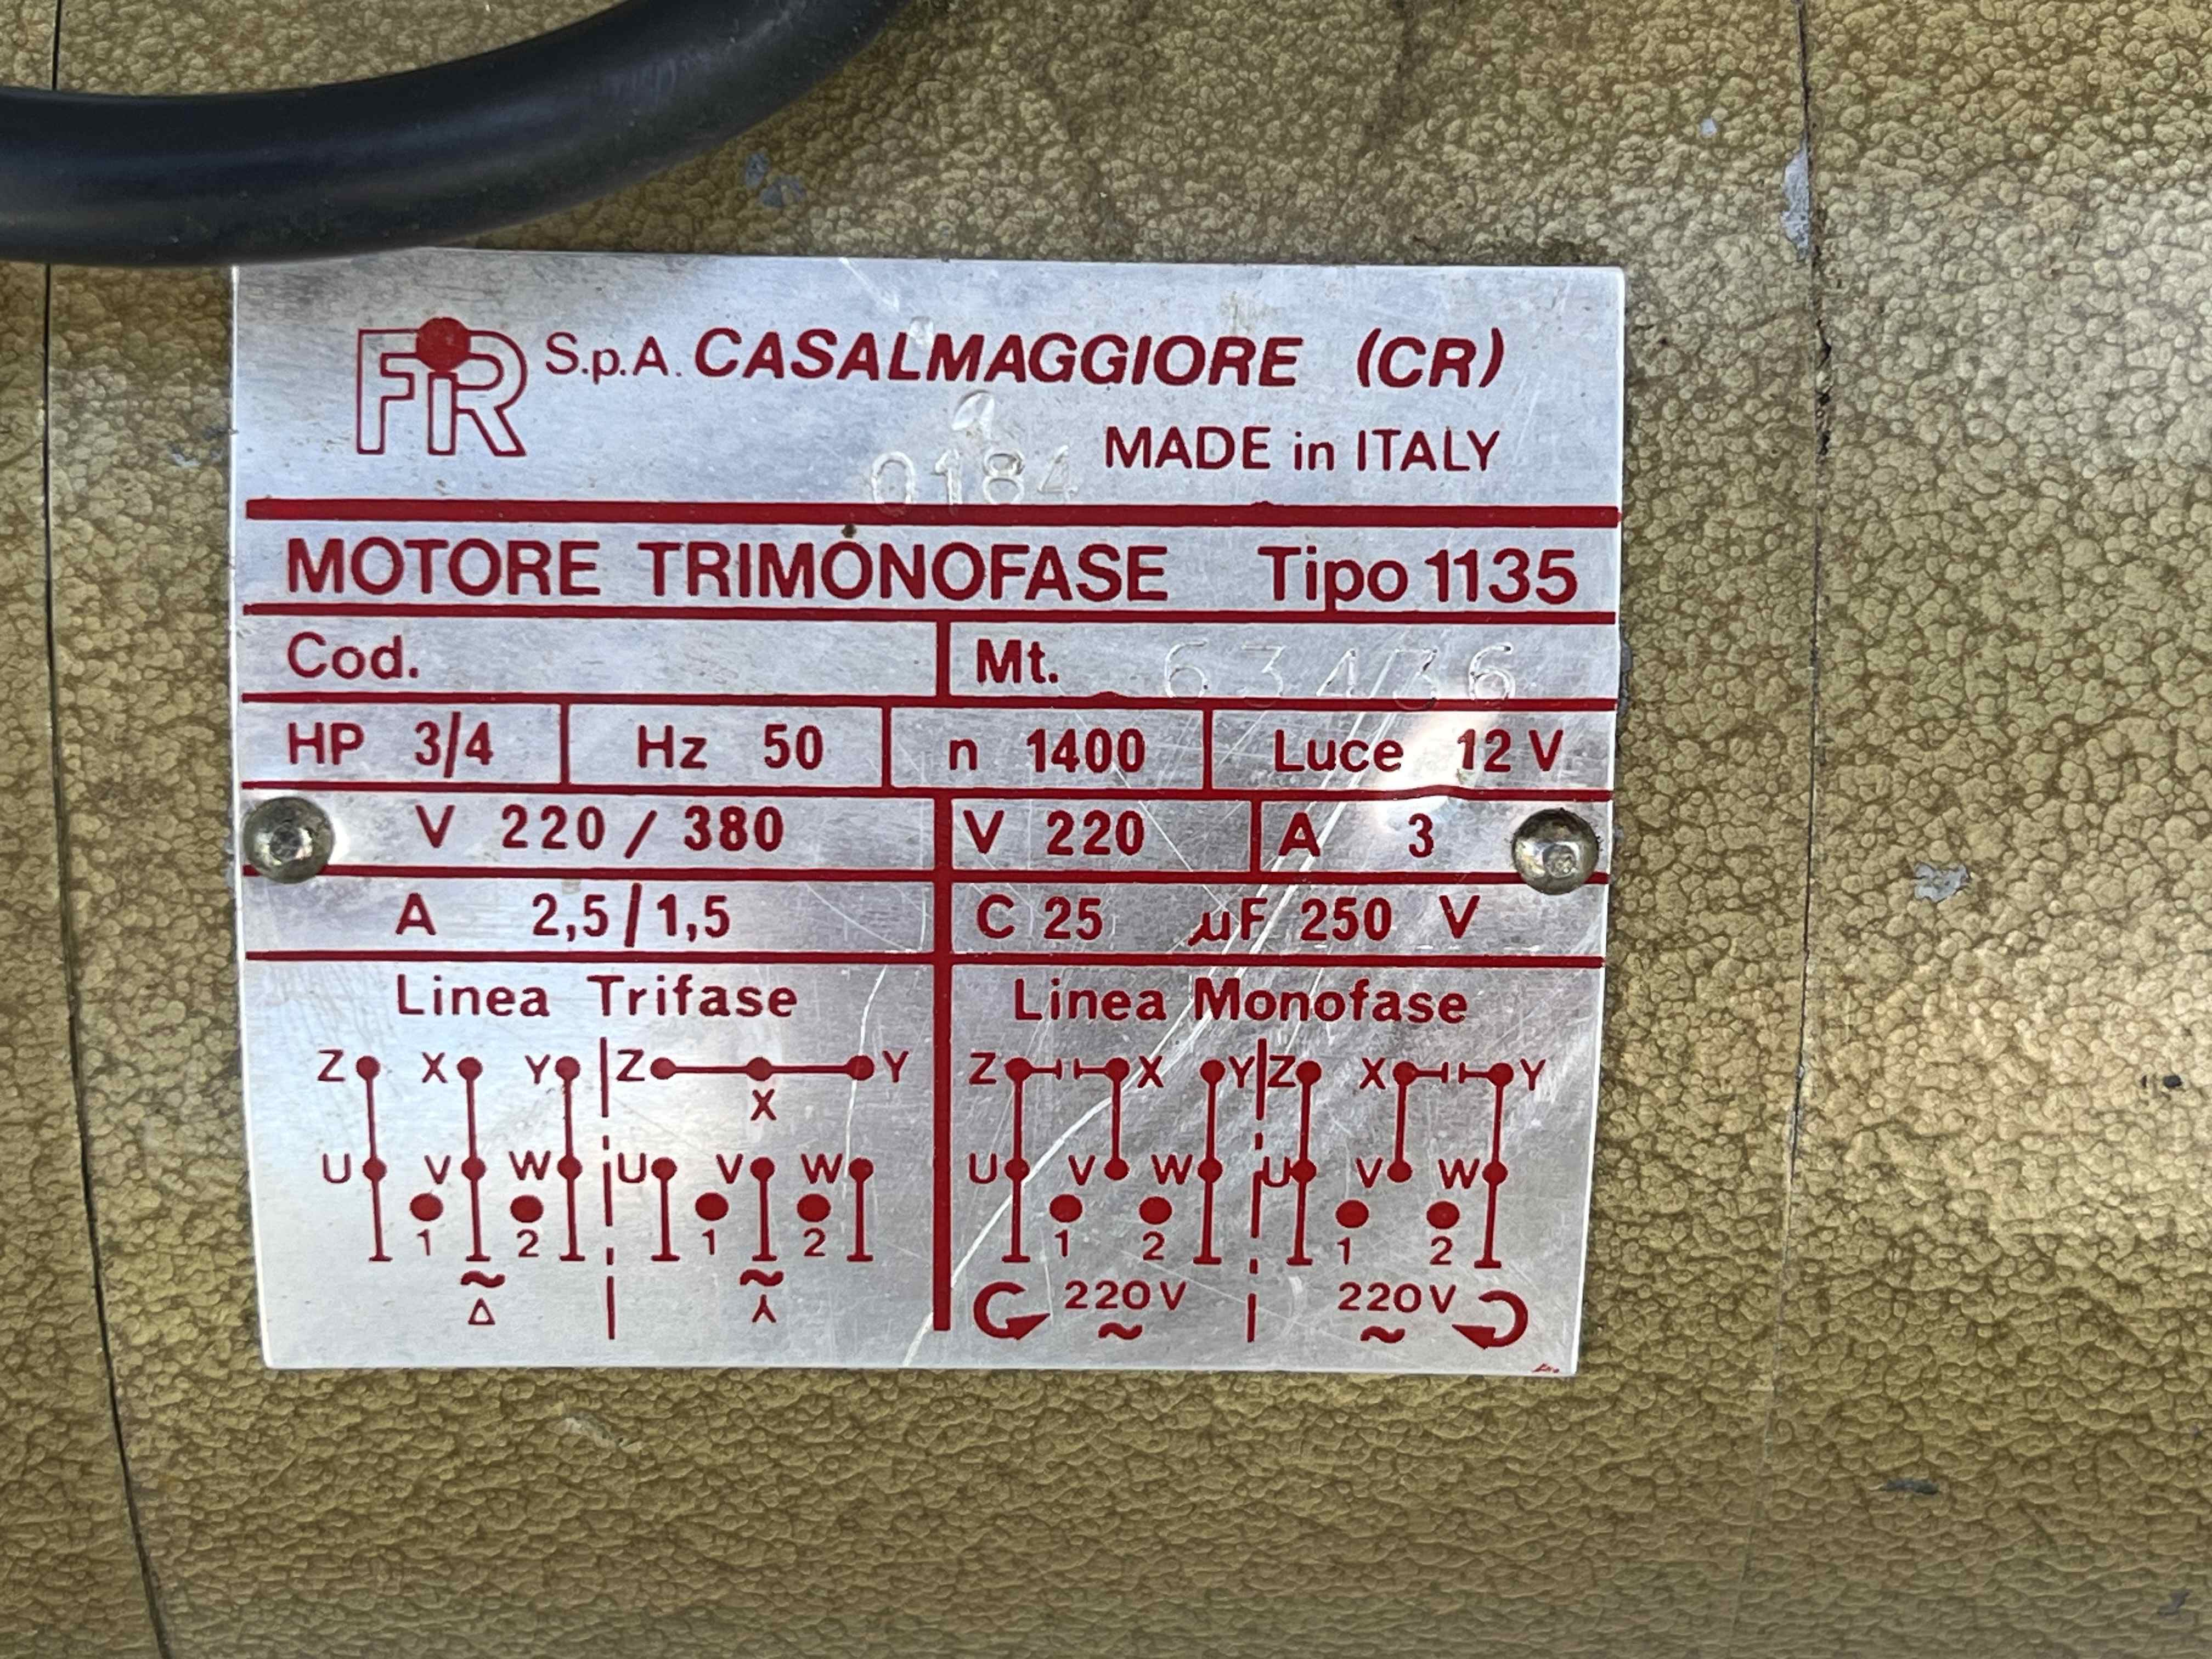 FIR S.p.A. CASALMAGGIORE (CR)
MADE in ITALY
0184
MOTORE TRIMONOFASE Tipo 1135
Cod. Mt. 63436
HP 3/4 Hz 50 n 1400 Luce 12 V
V 220 / 380 V 220 A 3
A 2,5/1,5 C 25 µF 250 V
Linea Trifase Linea Monofase
Z X Y Z X Y Z X Y Z X Y
U V W U V W U V W U V W
1 2 1 2 1 2 1 2
~ ~ 220 V 220 V
Δ ⅄ ~ ~